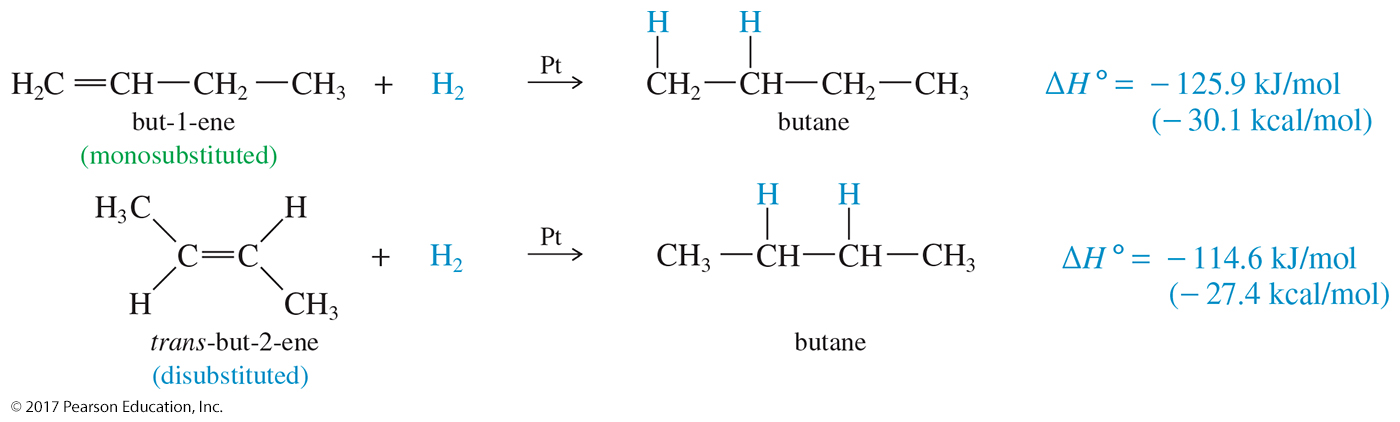 H H
H₂C=CH—CH₂—CH₃ + H₂ Pt→ CH₂—CH—CH₂—CH₃ ΔH° = −125.9 kJ/mol
but-1-ene butane (−30.1 kcal/mol)
(monosubstituted)
H₃C H H H
C=C + H₂ Pt→ CH₃—CH—CH—CH₃ ΔH° = −114.6 kJ/mol
H CH₃ (−27.4 kcal/mol)
trans-but-2-ene butane
(disubstituted)
© 2017 Pearson Education, Inc.